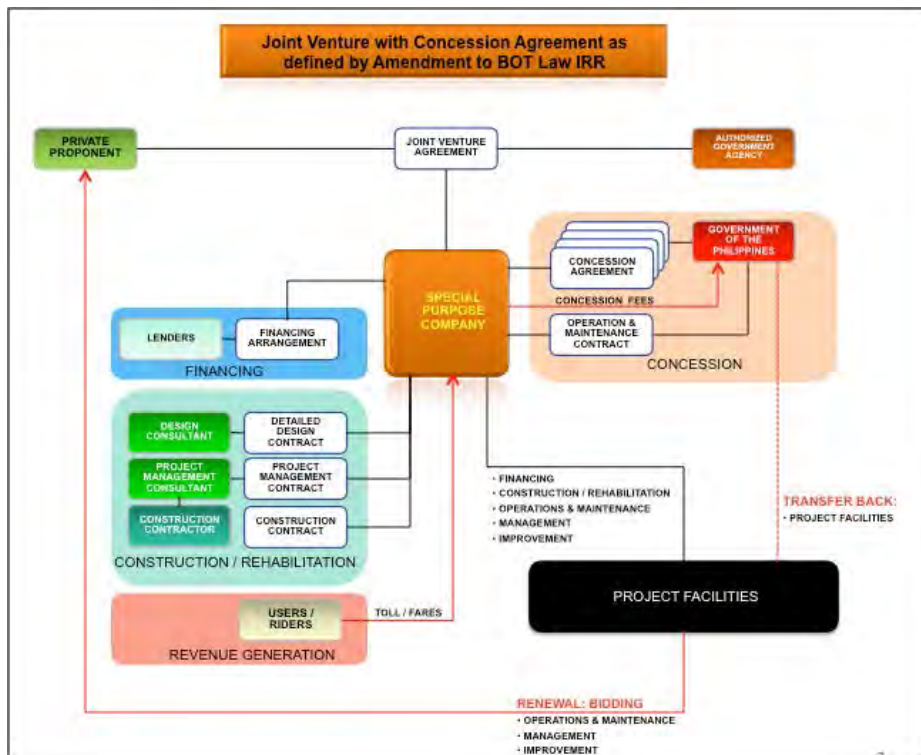 Joint Venture with Concession Agreement as
defined by Amendment to BOT Law IRR
PRIVATE
PROPONENT
JOINT VENTURE
AGREEMENT
AUTHORIZED
GOVERNMENT
AGENCY
SPECIAL
PURPOSE
COMPANY
CONCESSION
AGREEMENT
GOVERNMENT
OF THE
PHILIPPINES
CONCESSION FEES
OPERATION &
MAINTENANCE
CONTRACT
CONCESSION
LENDERS
FINANCING
ARRANGEMENT
FINANCING
DESIGN
CONSULTANT
DETAILED
DESIGN
CONTRACT
PROJECT
MANAGEMENT
CONSULTANT
PROJECT
MANAGEMENT
CONTRACT
CONSTRUCTION
CONTRACTOR
CONSTRUCTION
CONTRACT
CONSTRUCTION / REHABILITATION
• FINANCING
• CONSTRUCTION / REHABILITATION
• OPERATIONS & MAINTENANCE
• MANAGEMENT
• IMPROVEMENT
TRANSFER BACK:
• PROJECT FACILITIES
PROJECT FACILITIES
USERS /
RIDERS
TOLL / FARES
REVENUE GENERATION
RENEWAL: BIDDING
• OPERATIONS & MAINTENANCE
• MANAGEMENT
• IMPROVEMENT